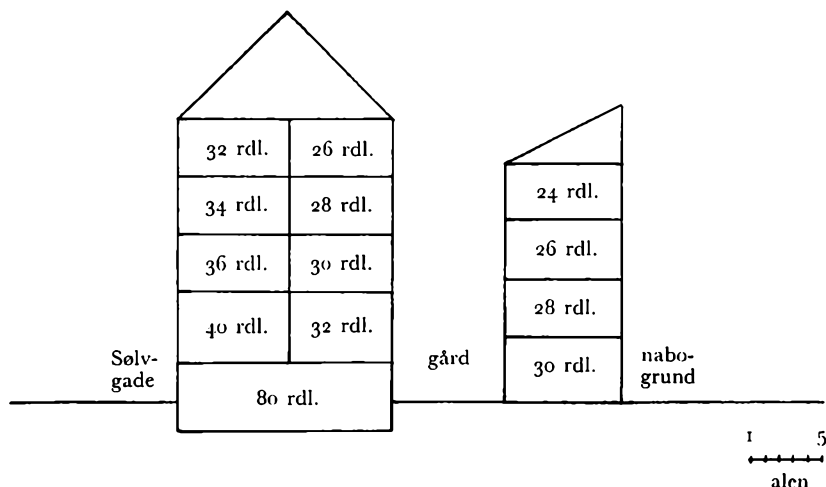 32 rdl. 26 rdl.
34 rdl. 28 rdl.
36 rdl. 30 rdl.
40 rdl. 32 rdl.
80 rdl.
24 rdl.
26 rdl.
28 rdl.
30 rdl.
Sølv-
gade
gård
nabo-
grund
1 5
alen